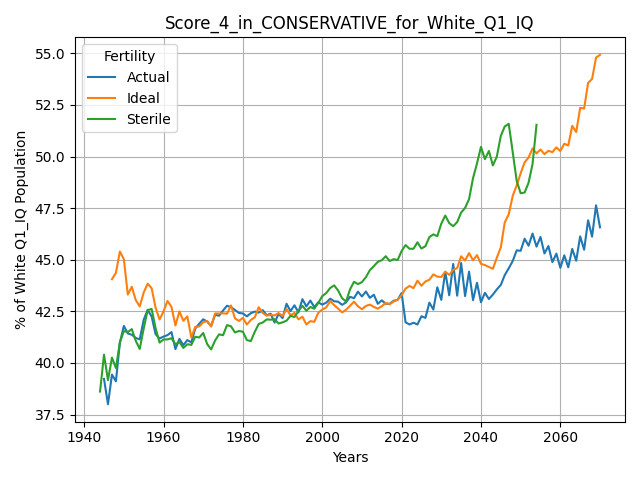 Score_4_in_CONSERVATIVE_for_White_Q1_IQ
Fertility
Actual
Ideal
Sterile
% of White Q1_IQ Population
55.0
52.5
50.0
47.5
45.0
42.5
40.0
37.5
1940 1960 1980 2000 2020 2040 2060
Years